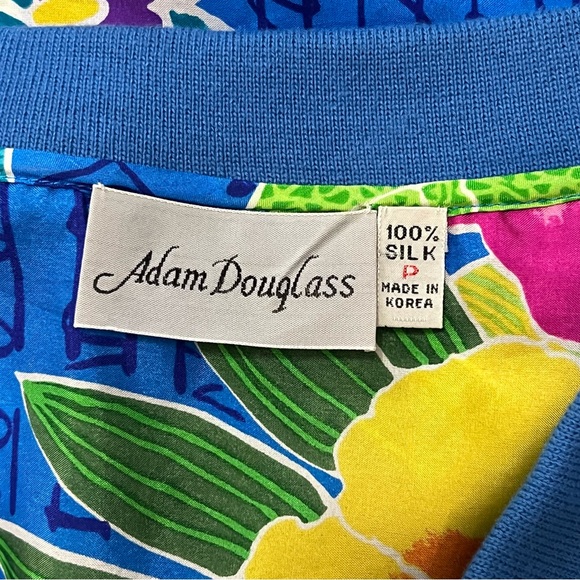 Adam Douglass
100%
SILK
P
MADE IN
KOREA